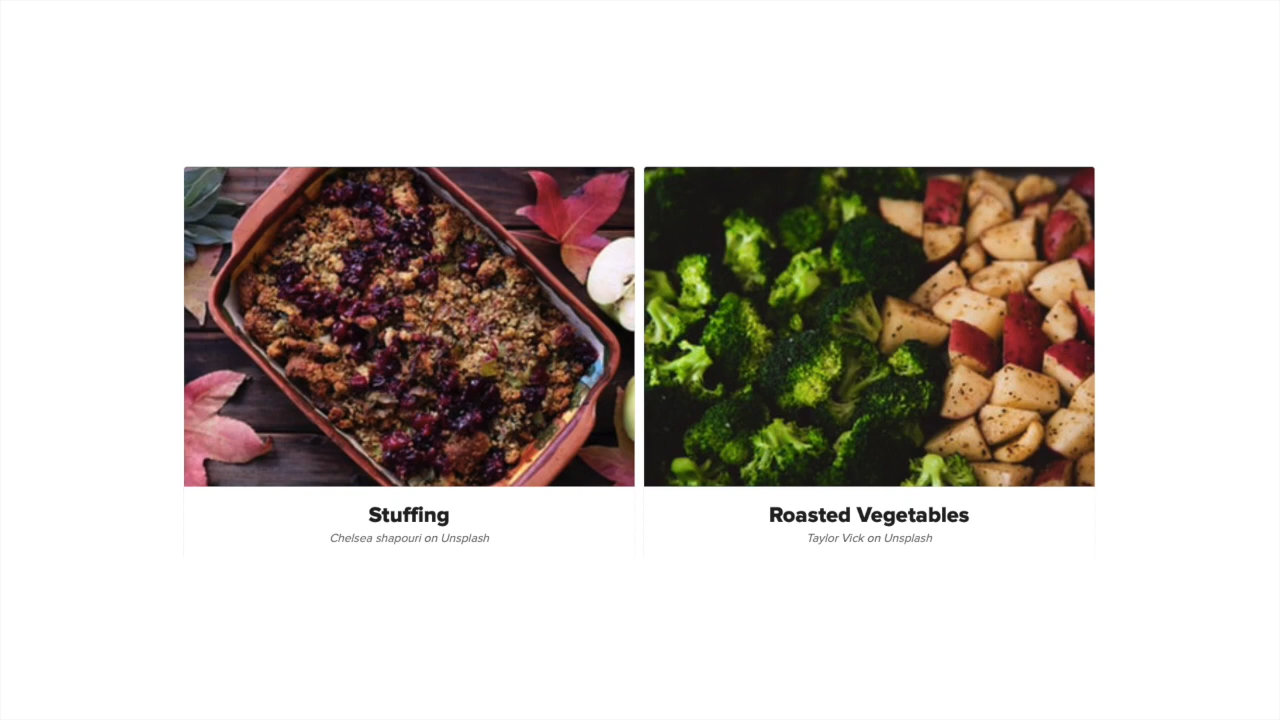 Stuffing
Chelsea shapouri on Unsplash
Roasted Vegetables
Taylor Vick on Unsplash